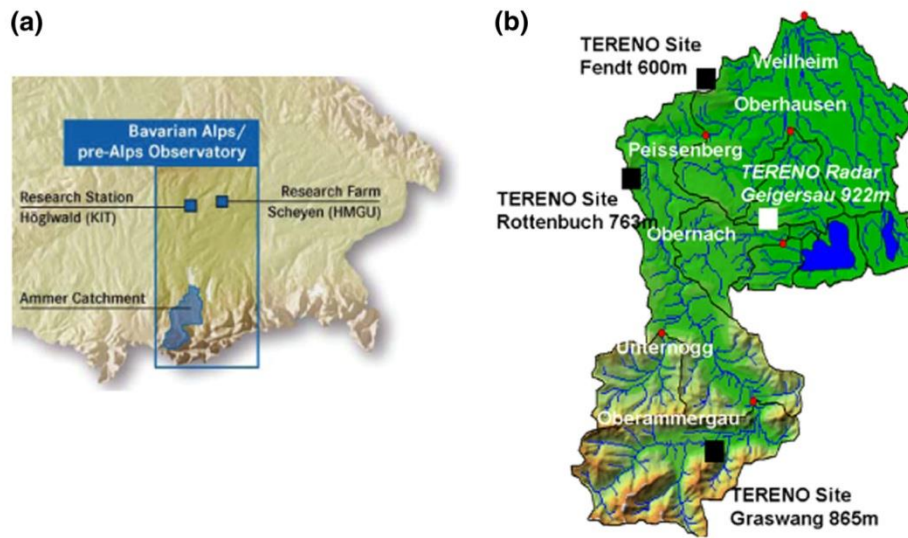 (a)
Bavarian Alps/
pre-Alps Observatory
Research Station
Höglwald (KIT)
Research Farm
Scheyen (HMGU)
Ammer Catchment
(b)
TERENO Site
Fendt 600m
Weilheim
Oberhausen
Peissenberg
TERENO Radar
Geigersau 922m
TERENO Site
Rottenbuch 763m
Obernach
Unternogg
Oberammergau
TERENO Site
Graswang 865m